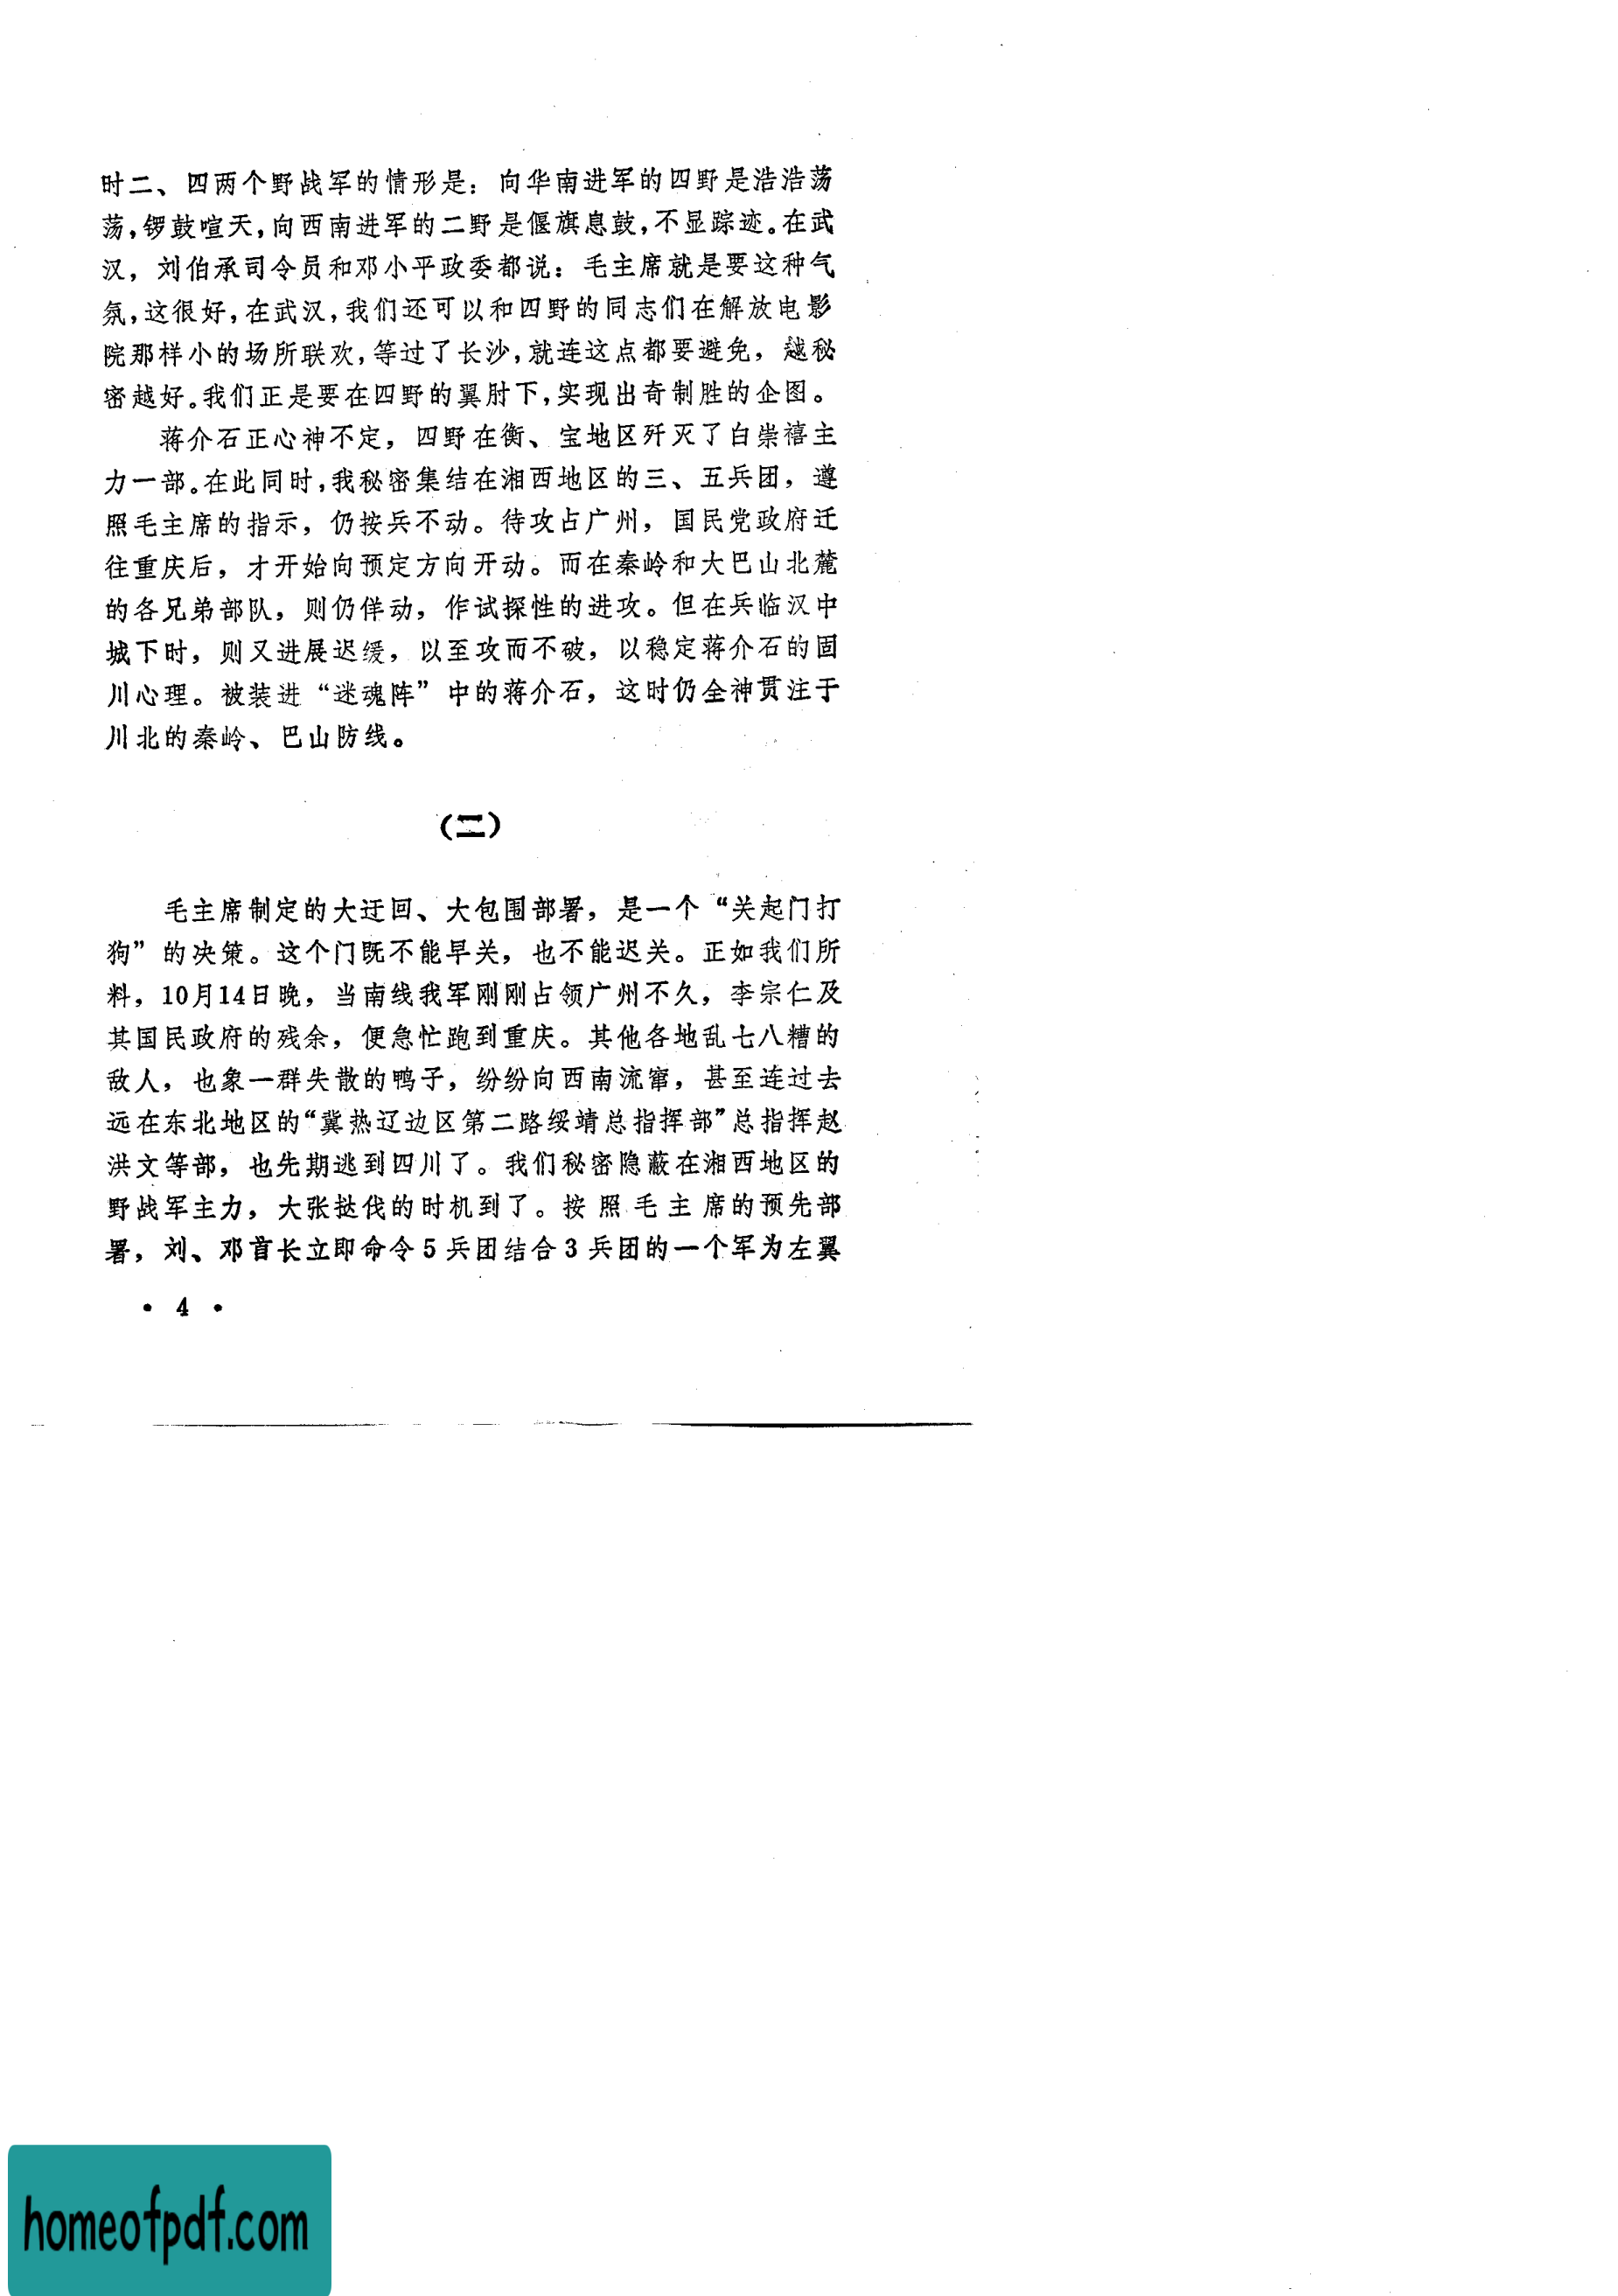 时二、四两个野战军的情形是：向华南进军的四野是浩浩荡
荡，锣鼓喧天，向西南进军的二野是偃旗息鼓，不显踪迹。在武
汉，刘伯承司令员和邓小平政委都说：毛主席就是要这种气
氛，这很好，在武汉，我们还可以和四野的同志们在解放电影
院那样小的场所联欢，等过了长沙，就连这点都要避免，越秘
密越好。我们正是要在四野的翼肘下，实现出奇制胜的企图。
蒋介石正心神不定，四野在衡、宝地区歼灭了白崇禧主
力一部。在此同时，我秘密集结在湘西地区的三、五兵团，遵
照毛主席的指示，仍按兵不动。待攻占广州，国民党政府迁
往重庆后，才开始向预定方向开动。而在秦岭和大巴山北麓
的各兄弟部队，则仍佯动，作试探性的进攻。但在兵临汉中
城下时，则又进展迟缓，以至攻而不破，以稳定蒋介石的固
川心理。被装进“迷魂阵”中的蒋介石，这时仍全神贯注于
川北的秦岭、巴山防线。
（二）
毛主席制定的大迂回、大包围部署，是一个“关起门打
狗”的决策。这个门既不能早关，也不能迟关。正如我们所
料，10月14日晚，当南线我军刚刚占领广州不久，李宗仁及
其国民政府的残余，便急忙跑到重庆。其他各地乱七八糟的
敌人，也象一群失散的鸭子，纷纷向西南流窜，甚至连过去
远在东北地区的“冀热辽边区第二路绥靖总指挥部”总指挥赵
洪文等部，也先期逃到四川了。我们秘密隐蔽在湘西地区的
野战军主力，大张挞伐的时机到了。按照毛主席的预先部
署，刘、邓首长立即命令5兵团结合3兵团的一个军为左翼
• 4 •
homeofpdf.com